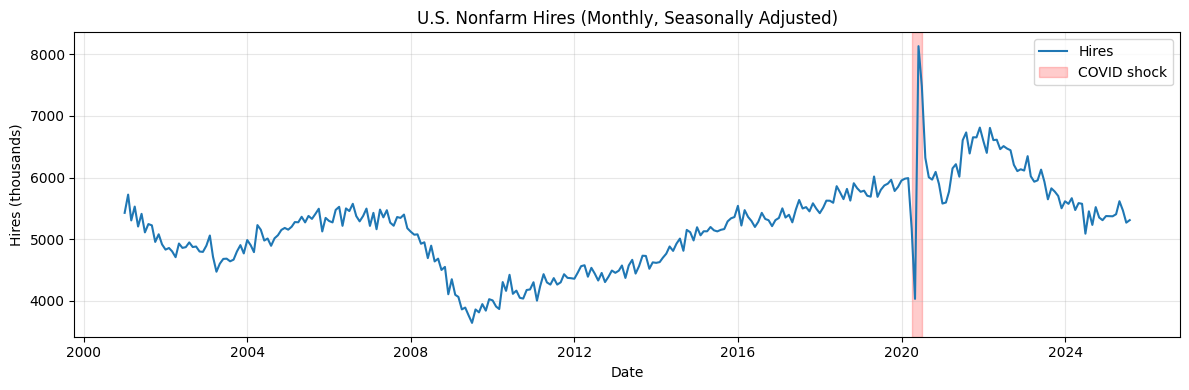 U.S. Nonfarm Hires (Monthly, Seasonally Adjusted)
Hires
COVID shock
Hires (thousands)
8000
7000
6000
5000
4000
2000 2004 2008 2012 2016 2020 2024
Date